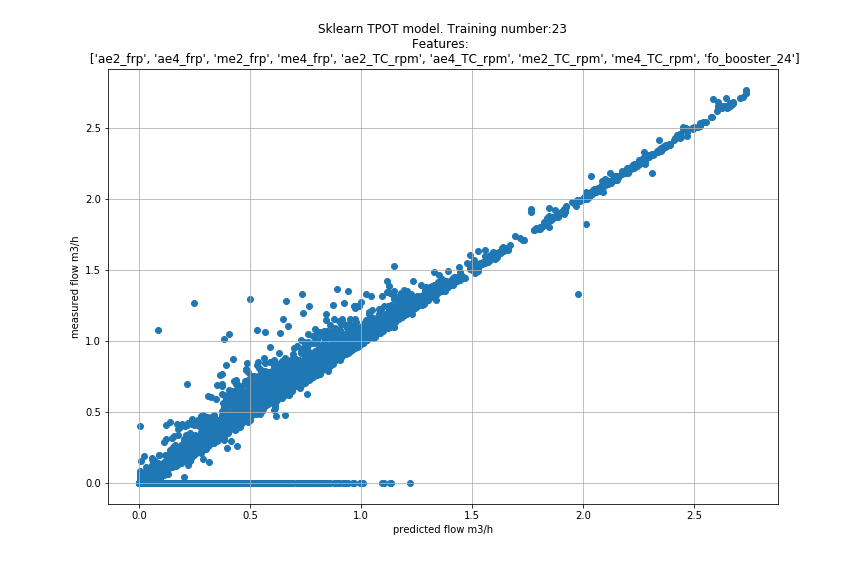 Sklearn TPOT model. Training number:23
Features:
['ae2_frp', 'ae4_frp', 'me2_frp', 'me4_frp', 'ae2_TC_rpm', 'ae4_TC_rpm', 'me2_TC_rpm', 'me4_TC_rpm', 'fo_booster_24']
measured flow m3/h
2.5
2.0
1.5
1.0
0.5
0.0
0.0 0.5 1.0 1.5 2.0 2.5
predicted flow m3/h